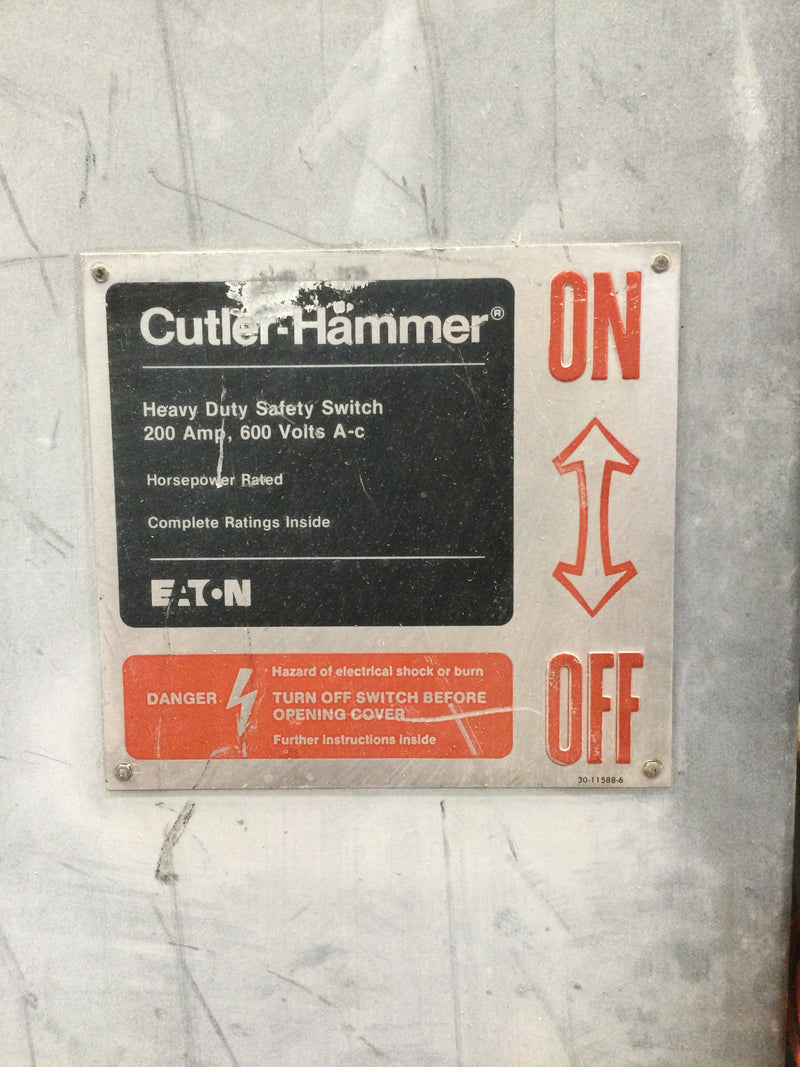 Cutler-Hammer®
Heavy Duty Safety Switch
200 Amp, 600 Volts A-c
Horsepower Rated
Complete Ratings Inside
EATON
ON
OFF
DANGER
Hazard of electrical shock or burn
TURN OFF SWITCH BEFORE
OPENING COVER
Further instructions inside
30-11588-6